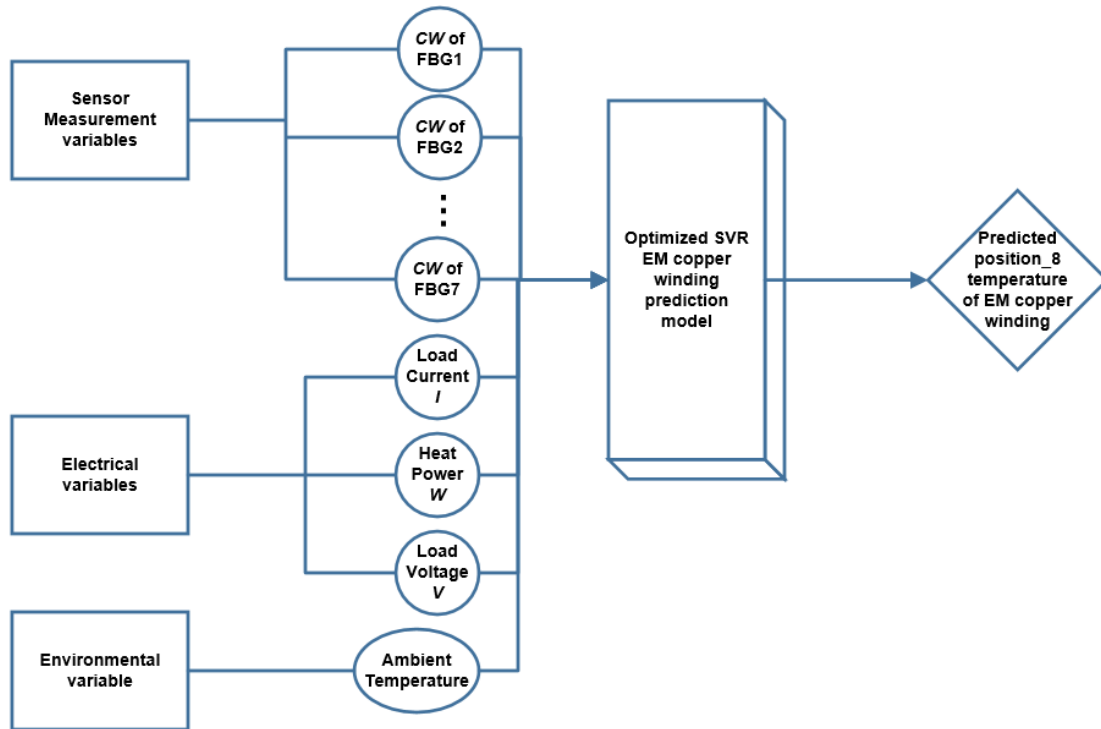 Sensor
Measurement
variables
CW of
FBG1
CW of
FBG2
CW of
FBG7
Load
Current
I
Electrical
variables
Heat
Power
W
Load
Voltage
V
Environmental
variable
Ambient
Temperature
Optimized SVR
EM copper
winding
prediction
model
Predicted
position_8
temperature
of EM copper
winding